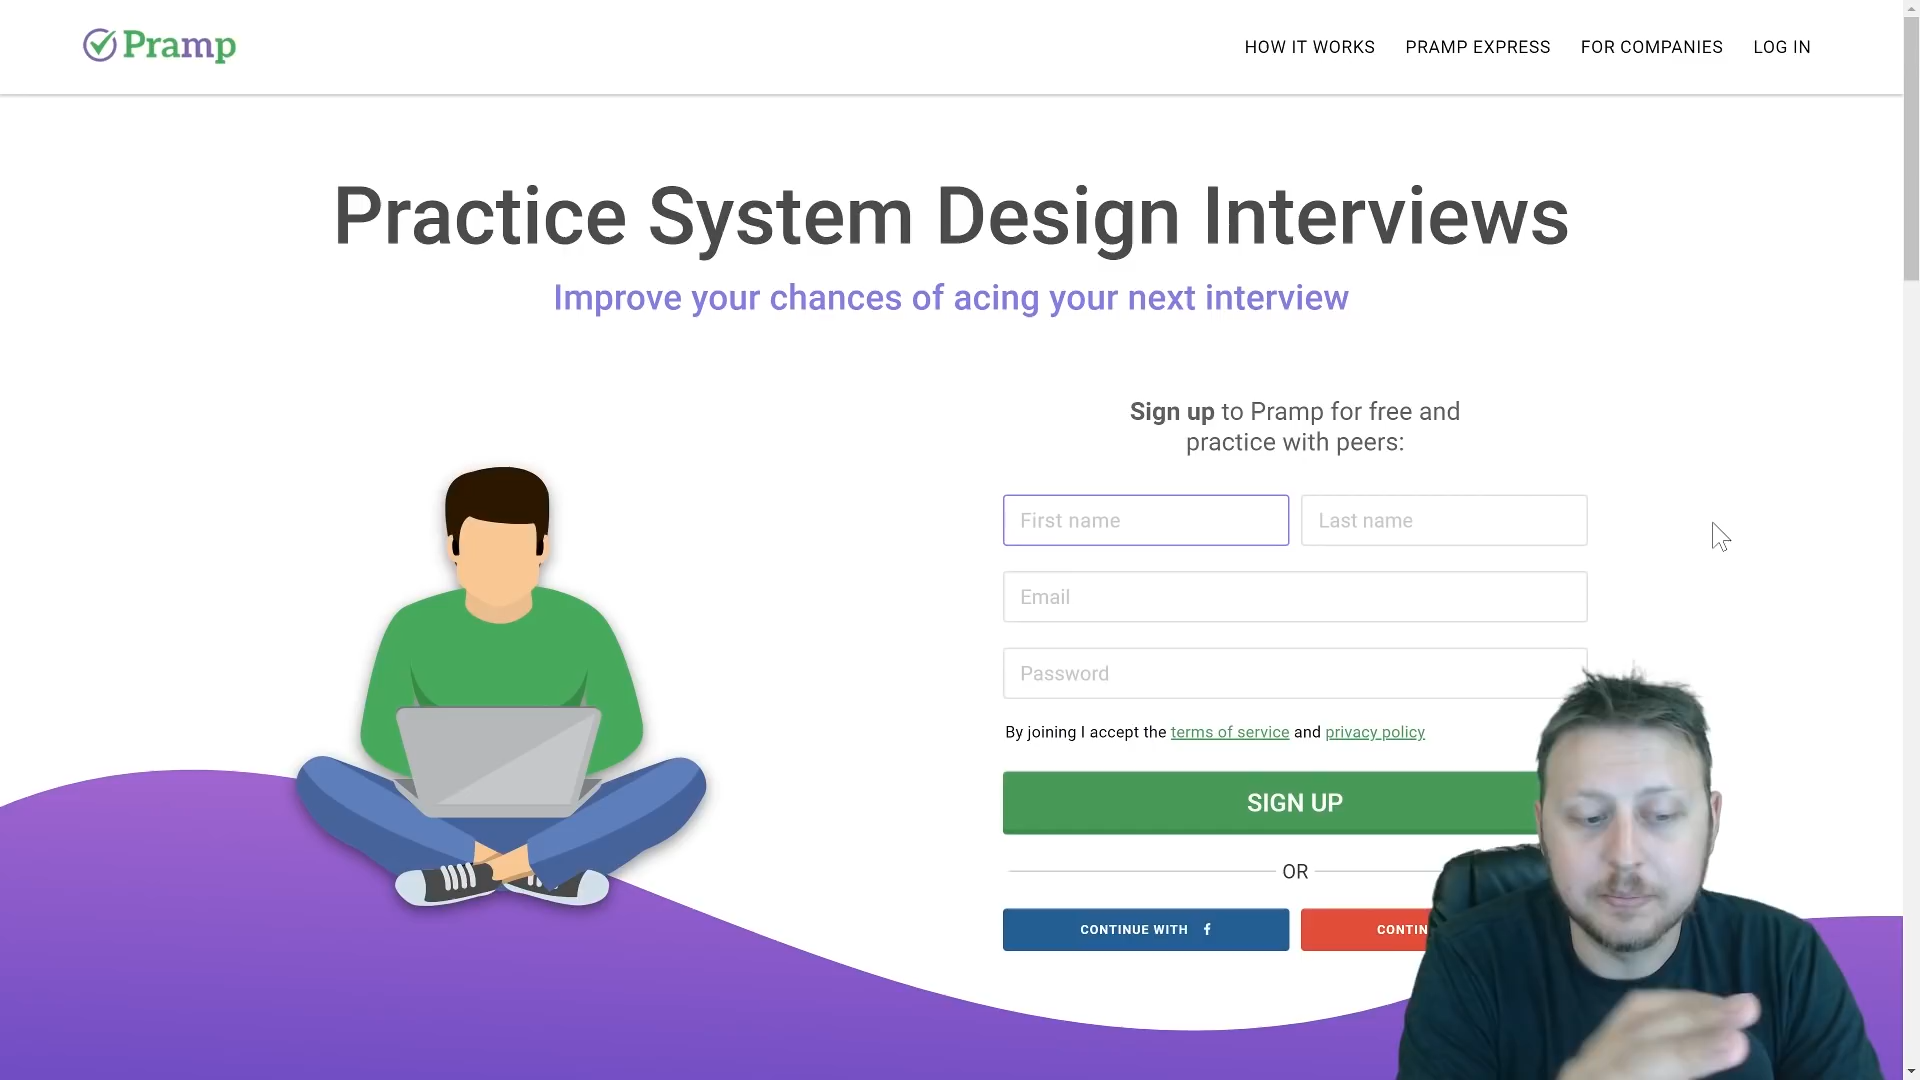 Pramp
HOW IT WORKS
PRAMP EXPRESS
FOR COMPANIES
LOG IN
Practice System Design Interviews
Improve your chances of acing your next interview
Sign up to Pramp for free and
practice with peers:
First name
Last name
Email
Password
By joining I accept the terms of service and privacy policy
SIGN UP
OR
CONTINUE WITH f